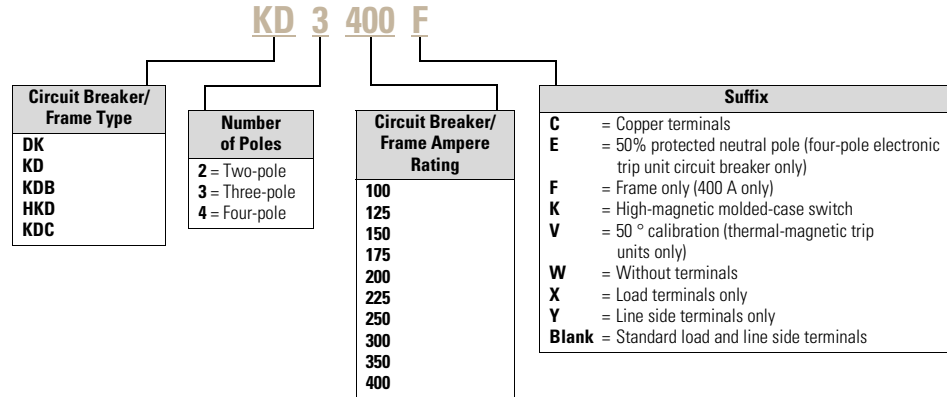 KD 3 400 F
Circuit Breaker/
Frame Type
DK
KD
KDB
HKD
KDC
Number
of Poles
2 = Two-pole
3 = Three-pole
4 = Four-pole
Circuit Breaker/
Frame Ampere
Rating
100
125
150
175
200
225
250
300
350
400
Suffix
C = Copper terminals
E = 50% protected neutral pole (four-pole electronic
trip unit circuit breaker only)
F = Frame only (400 A only)
K = High-magnetic molded-case switch
V = 50 ° calibration (thermal-magnetic trip
units only)
W = Without terminals
X = Load terminals only
Y = Line side terminals only
Blank = Standard load and line side terminals